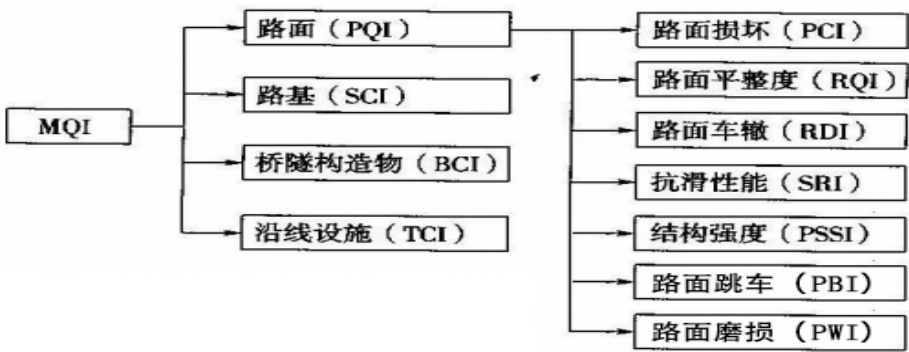 MQI
路面（PQI）
路基（SCI）
桥隧构造物（BCI）
沿线设施（TCI）
路面损坏（PCI）
路面平整度（RQI）
路面车辙（RDI）
抗滑性能（SRI）
结构强度（PSSI）
路面跳车（PBI）
路面磨损（PWI）